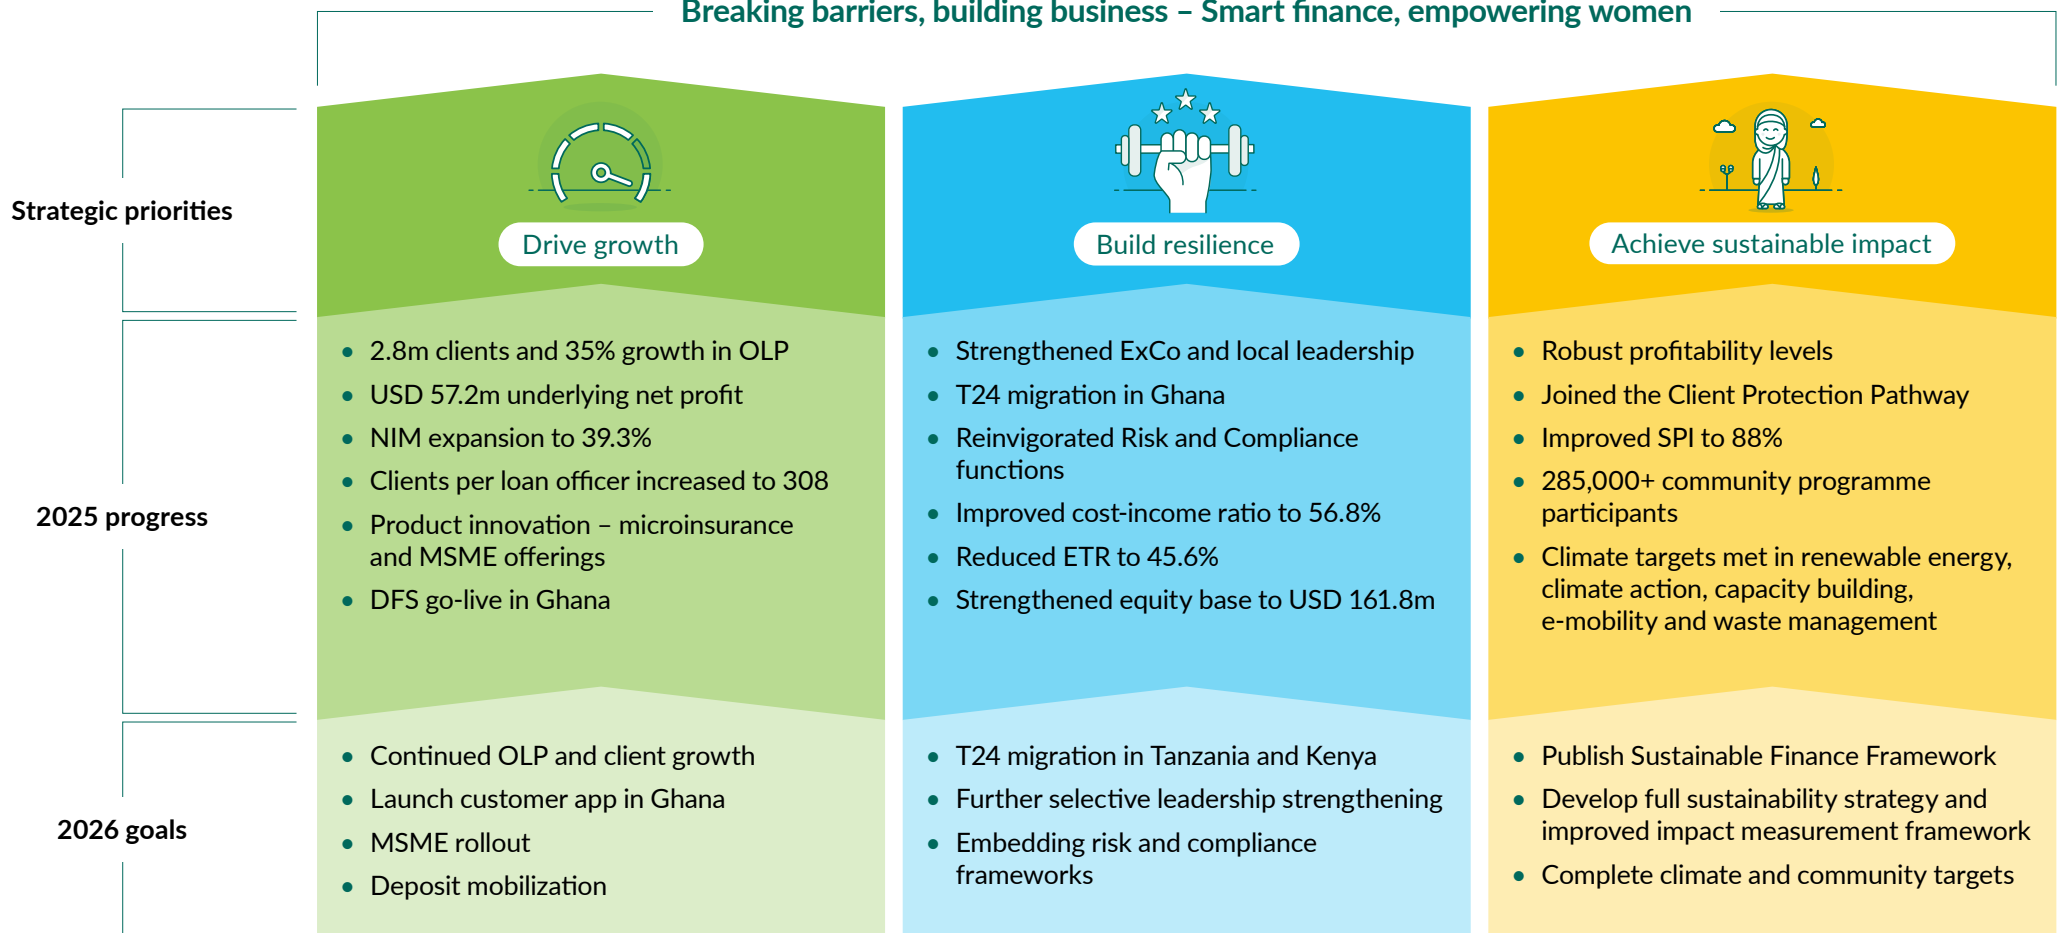 Breaking barriers, building business – Smart finance, empowering women
Strategic priorities
Drive growth
Build resilience
Achieve sustainable impact
2025 progress
• 2.8m clients and 35% growth in OLP
• USD 57.2m underlying net profit
• NIM expansion to 39.3%
• Clients per loan officer increased to 308
• Product innovation – microinsurance
and MSME offerings
• DFS go-live in Ghana
• Strengthened ExCo and local leadership
• T24 migration in Ghana
• Reinvigorated Risk and Compliance
functions
• Improved cost-income ratio to 56.8%
• Reduced ETR to 45.6%
• Strengthened equity base to USD 161.8m
• Robust profitability levels
• Joined the Client Protection Pathway
• Improved SPI to 88%
• 285,000+ community programme
participants
• Climate targets met in renewable energy,
climate action, capacity building,
e-mobility and waste management
2026 goals
• Continued OLP and client growth
• Launch customer app in Ghana
• MSME rollout
• Deposit mobilization
• T24 migration in Tanzania and Kenya
• Further selective leadership strengthening
• Embedding risk and compliance
frameworks
• Publish Sustainable Finance Framework
• Develop full sustainability strategy and
improved impact measurement framework
• Complete climate and community targets